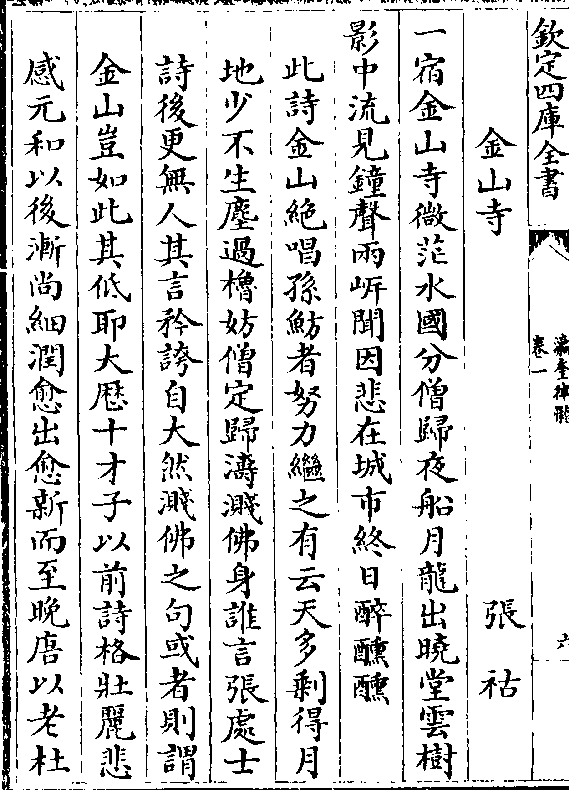 欽定四庫全書
瀛奎律髓
卷一
六
金山寺　張祜
一宿金山寺微茫水國分僧歸夜船月龍出曉堂雲樹
影中流見鐘聲兩岍聞因悲在城市終日醉醺醺
此詩金山絶唱孫魴者努力繼之有云天多剰得月
地少不生塵過櫓妨僧定歸濤濺佛身誰言張處士
詩後更無人其言矜誇自大然濺佛之句或者則謂
金山豈如此其低耶大厯十才子以前詩格壯麗悲
感元和以後漸尚細潤愈出愈新而至晚唐以老杜